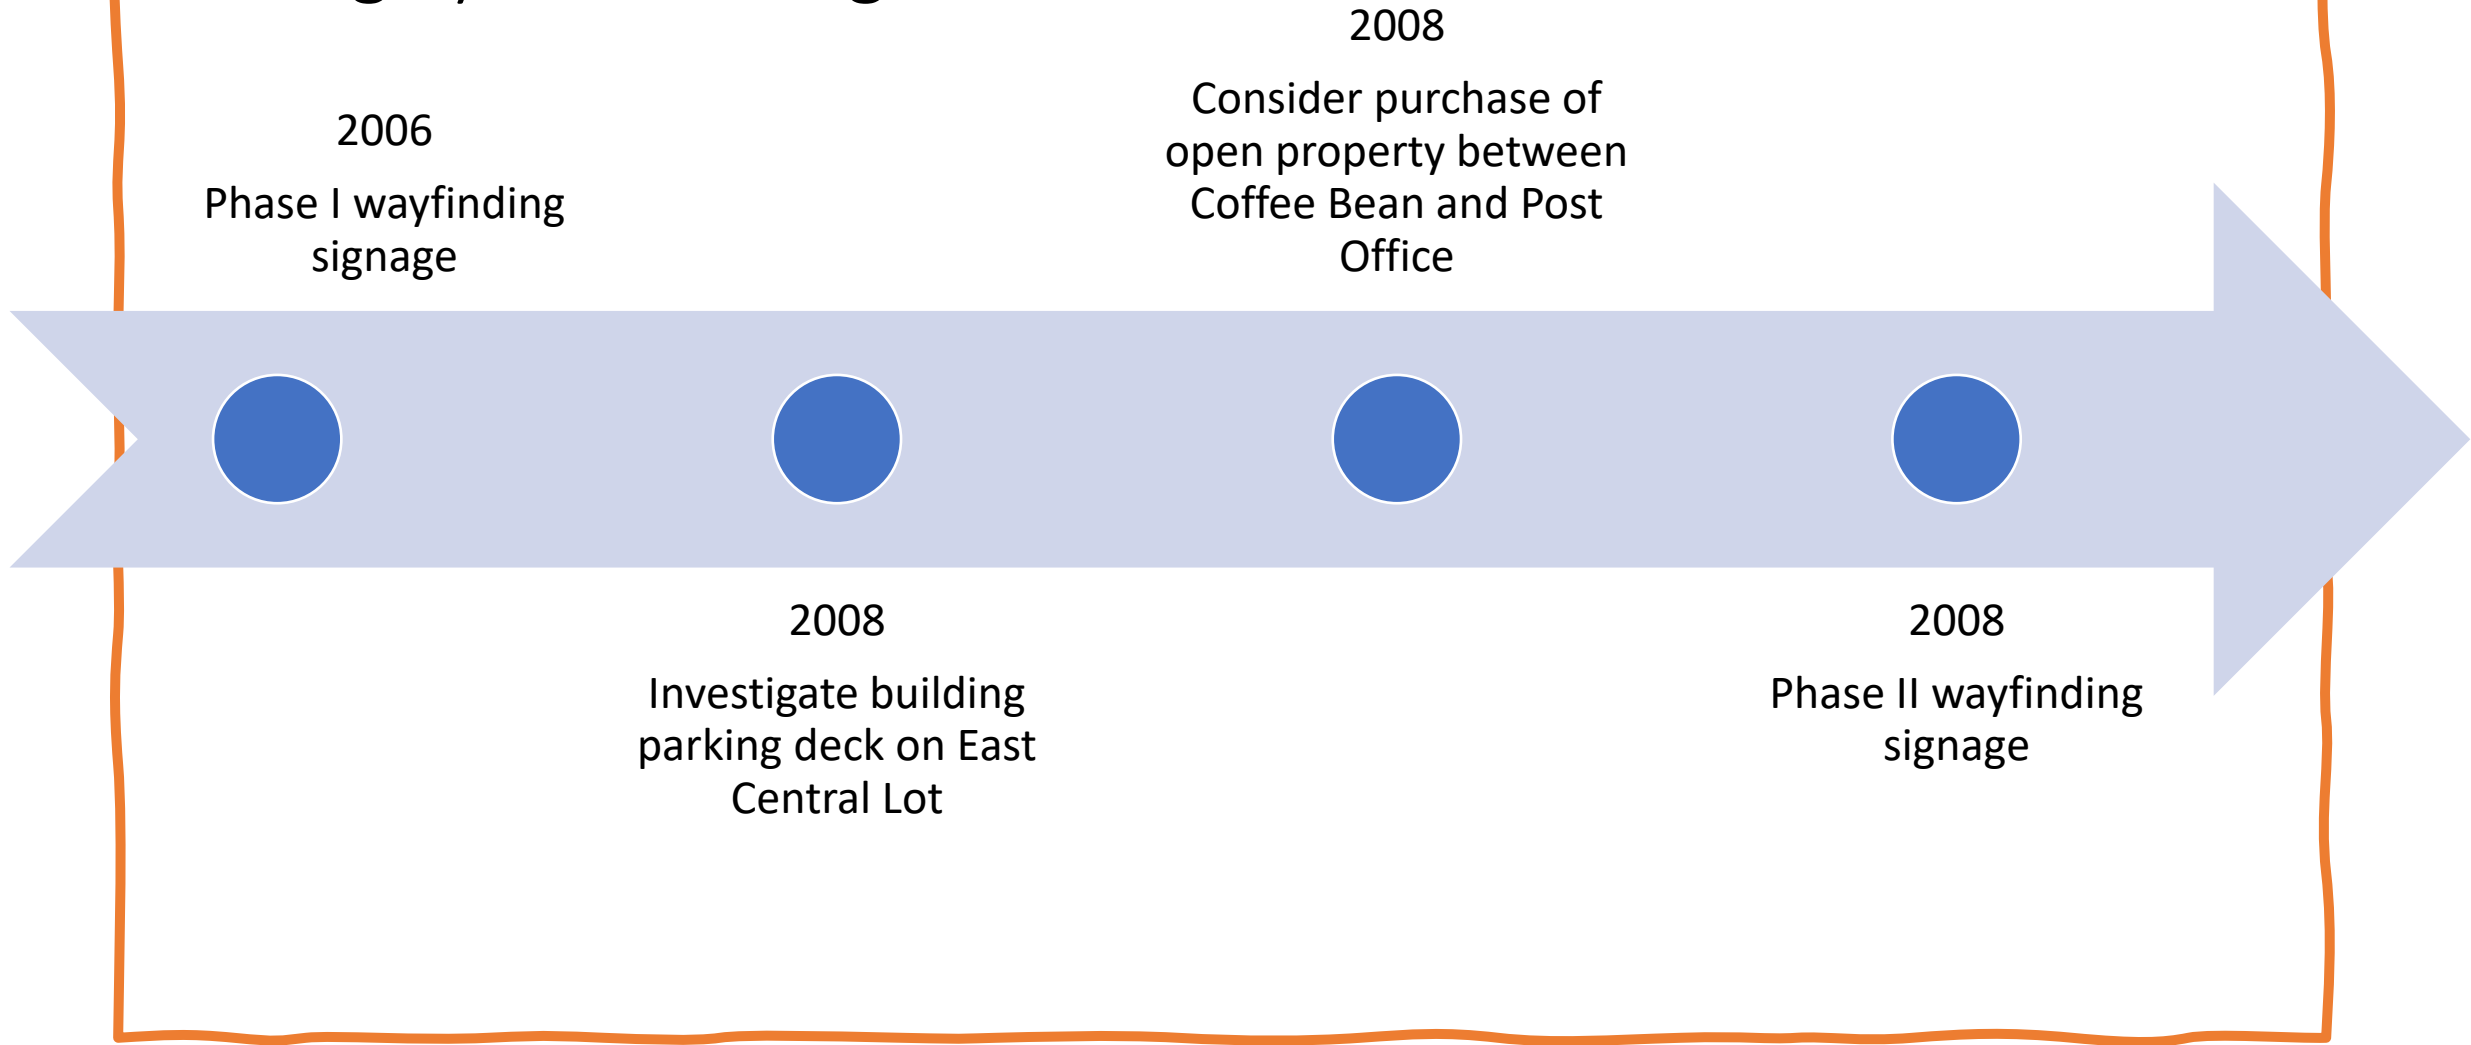 2006
Phase I wayfinding
signage
2008
Investigate building
parking deck on East
Central Lot
2008
Consider purchase of
open property between
Coffee Bean and Post
Office
2008
Phase II wayfinding
signage